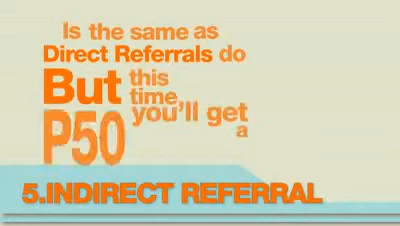 Is the same as
Direct Referrals do
But this
time
you'll get
P50 a
5.INDIRECT REFERRAL